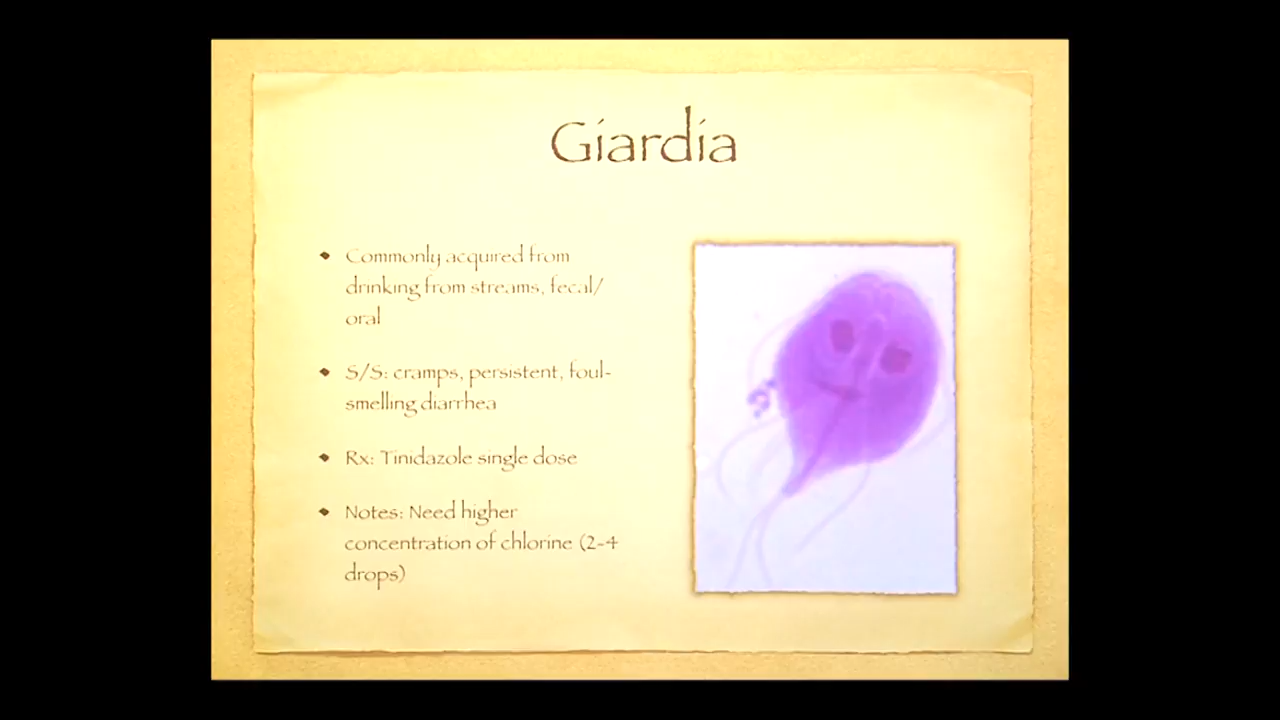 Giardia
Commonly acquired from
drinking from streams, fecal/
oral
S/S: cramps, persistent, foul-
smelling diarrhea
Rx: Tinidazole single dose
Notes: Need higher
concentration of chlorine (2-4
drops)